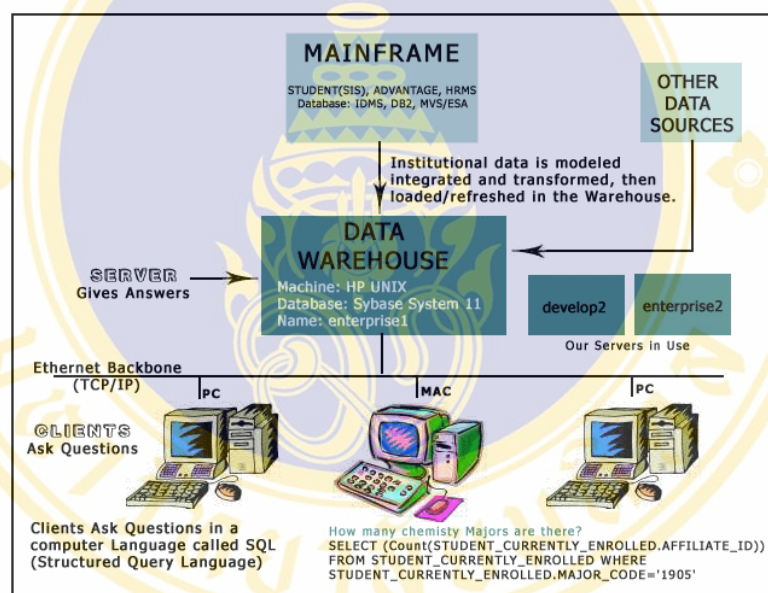 MAINFRAME
STUDENT(SIS), ADVANTAGE, HRMS
Database: IDMS, DB2, MVS/ESA
OTHER
DATA
SOURCES
Institutional data is modeled
integrated and transformed, then
loaded/refreshed in the Warehouse.
DATA
WAREHOUSE
Machine: HP UNIX
Database: Sybase System 11
Name: enterprise1
SERVER
Gives Answers
develop2
enterprise2
Our Servers in Use
Ethernet Backbone
(TCP/IP)
PC
MAC
PC
CLIENTS
Ask Questions
Clients Ask Questions in a
computer Language called SQL
(Structured Query Language)
How many chemisty Majors are there?
SELECT (Count(STUDENT_CURRENTLY_ENROLLED.AFFILIATE_ID))
FROM STUDENT_CURRENTLY_ENROLLED WHERE
STUDENT_CURRENTLY_ENROLLED.MAJOR_CODE='1905'